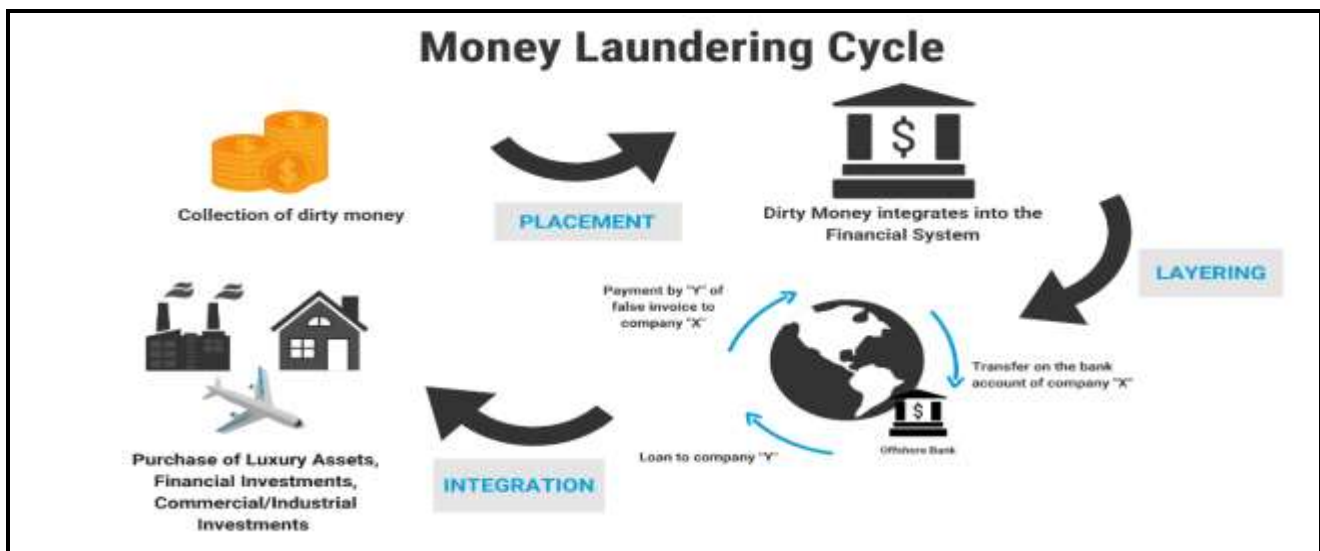 Money Laundering Cycle
$
$
Collection of dirty money
PLACEMENT
Dirty Money integrates into the
Financial System
LAYERING
Payment by "Y" of
false invoice to
company "X"
Transfer on the bank
account of company "X"
$
Offshore Bank
Loan to company "Y"
INTEGRATION
Purchase of Luxury Assets,
Financial Investments,
Commercial/Industrial
Investments